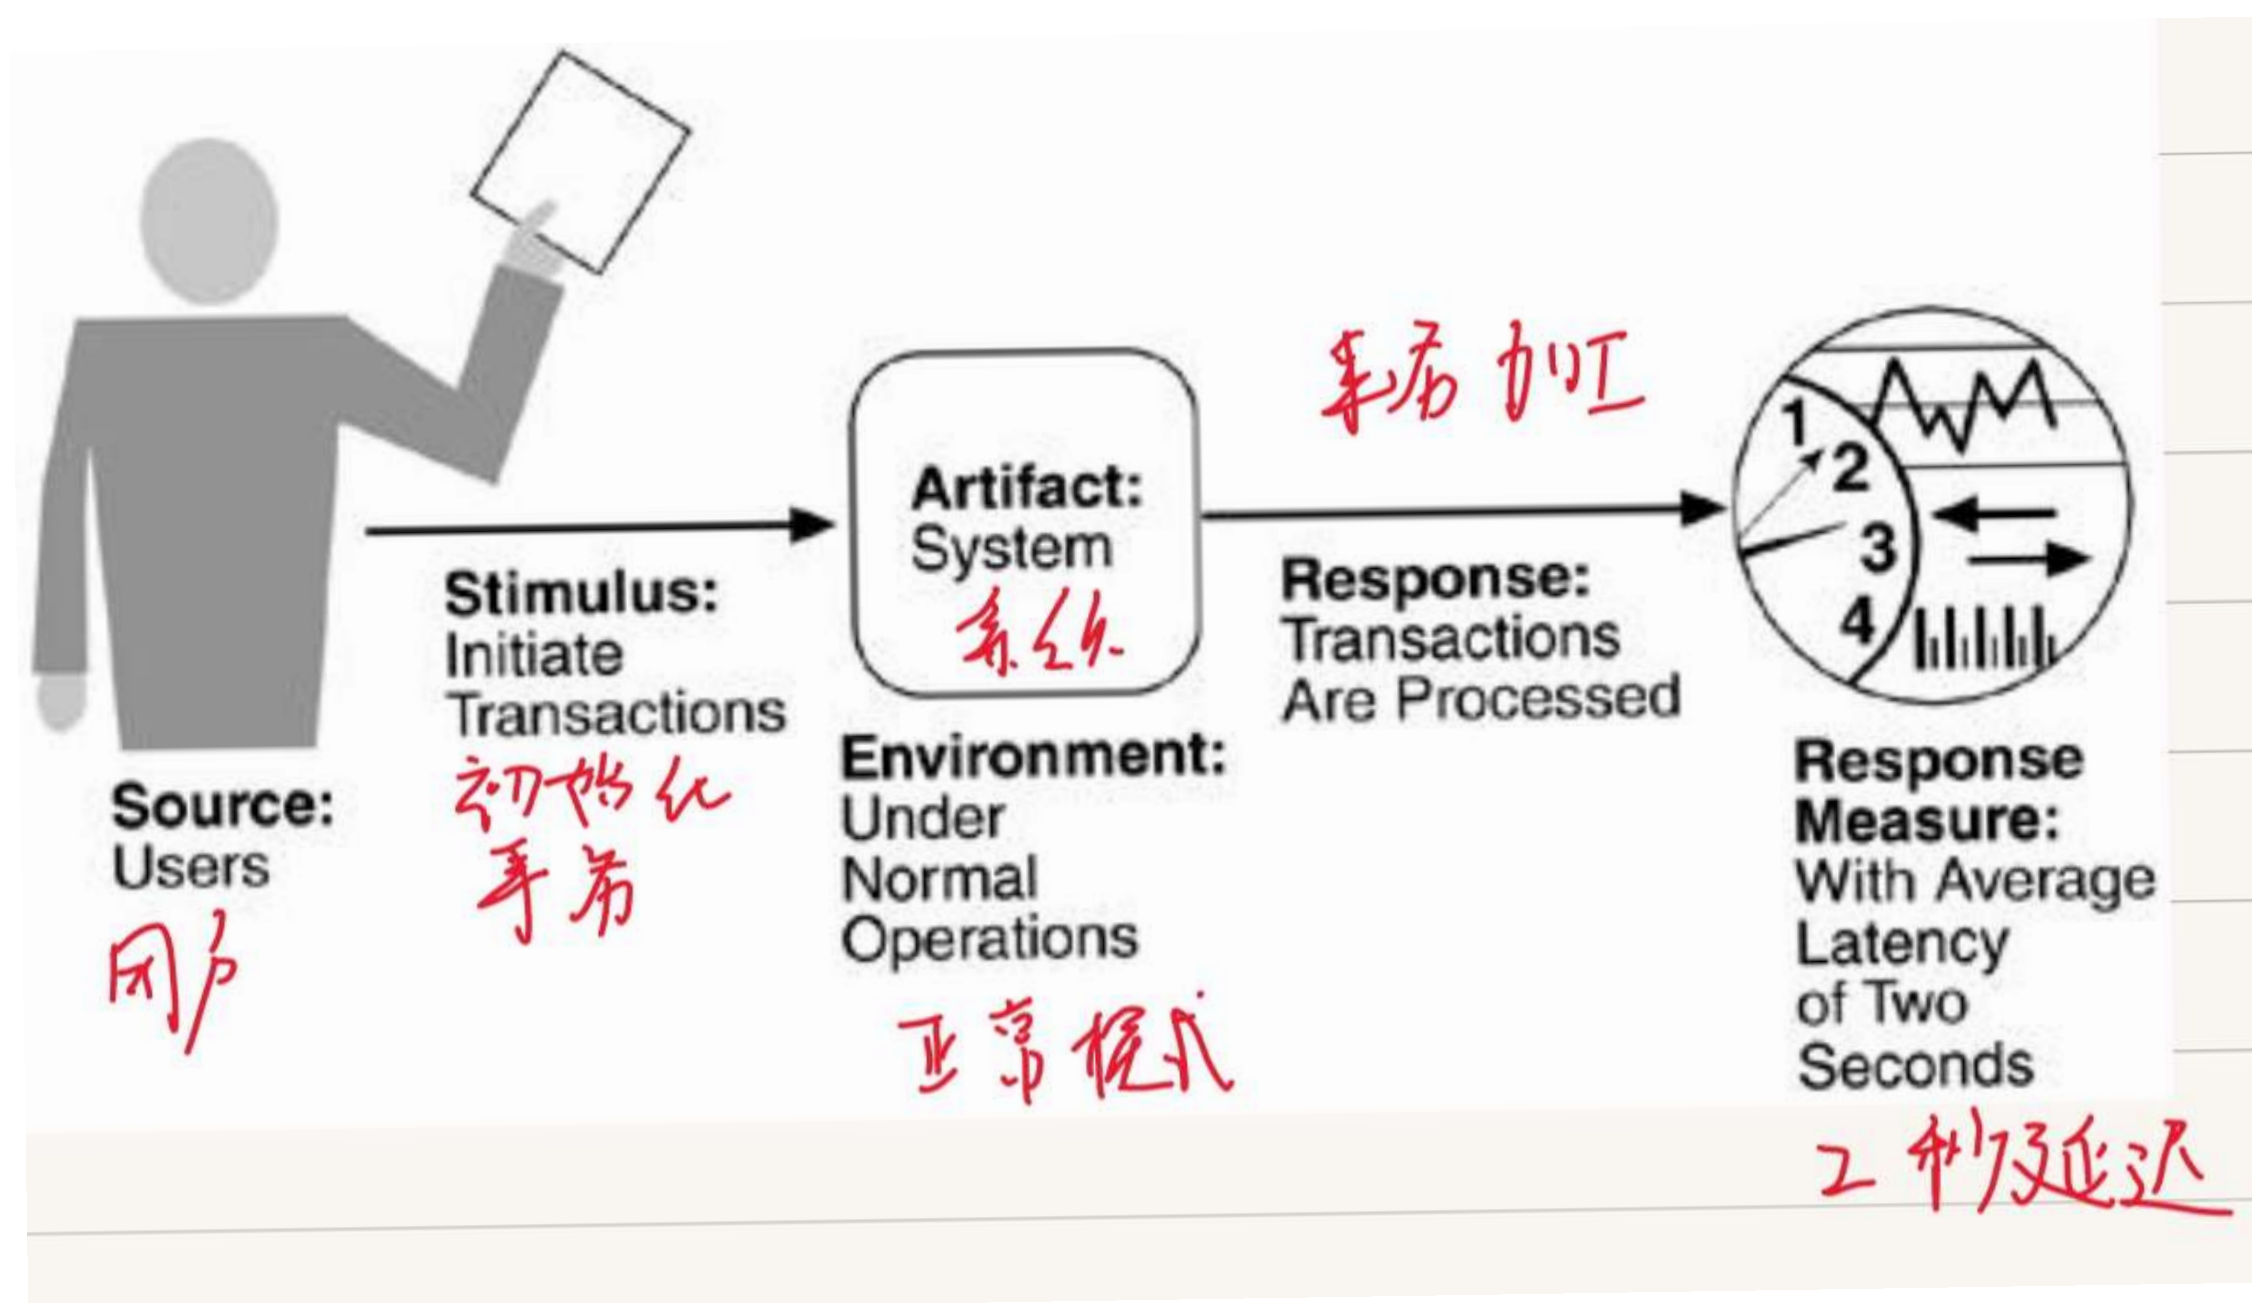 Source:
Users
用户
Stimulus:
Initiate
Transactions
初始化
事务
Artifact:
System
系统
Environment:
Under
Normal
Operations
正常模式
事务加工
Response:
Transactions
Are Processed
1
2
3
4
Response
Measure:
With Average
Latency
of Two
Seconds
2秒及延迟